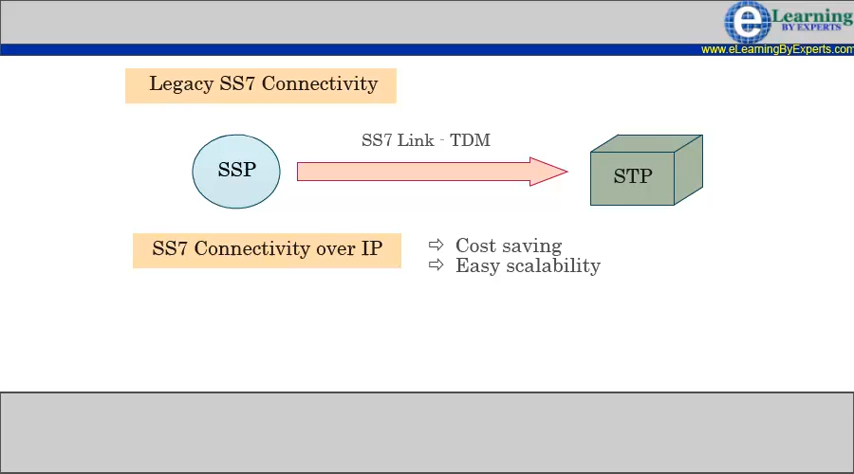 eLearning
BY EXPERTS
www.eLearningByExperts.com
Legacy SS7 Connectivity
SS7 Link - TDM
SSP
STP
SS7 Connectivity over IP
⇨ Cost saving
⇨ Easy scalability